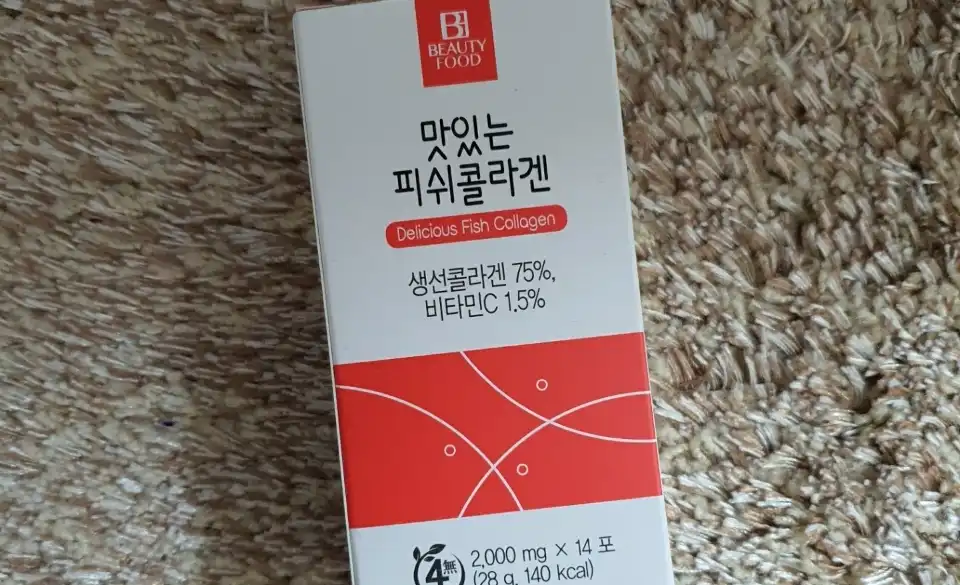 BEAUTY
FOOD
맛있는
피쉬콜라겐
Delicious Fish Collagen
생선콜라겐 75%,
비타민C 1.5%
4無 2,000 mg × 14 포
(28 g, 140 kcal)